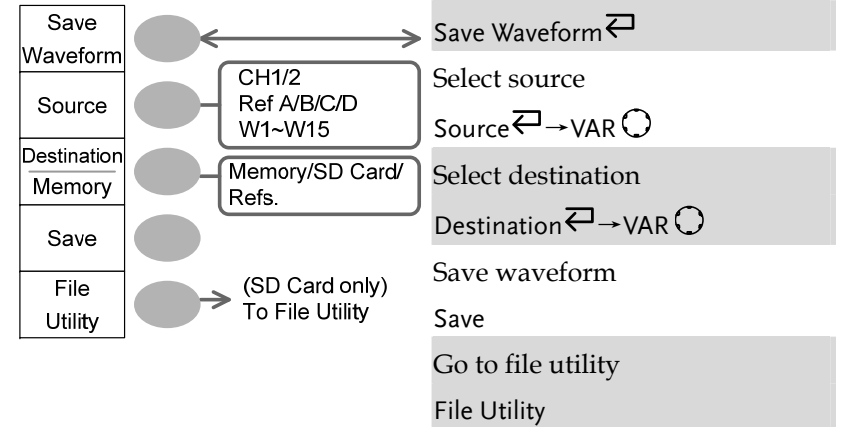 Save
Waveform
Source
Destination
Memory
Save
File
Utility
CH1/2
Ref A/B/C/D
W1~W15
Memory/SD Card/
Refs.
(SD Card only)
To File Utility
Save Waveform
Select source
Source → VAR
Select destination
Destination → VAR
Save waveform
Save
Go to file utility
File Utility